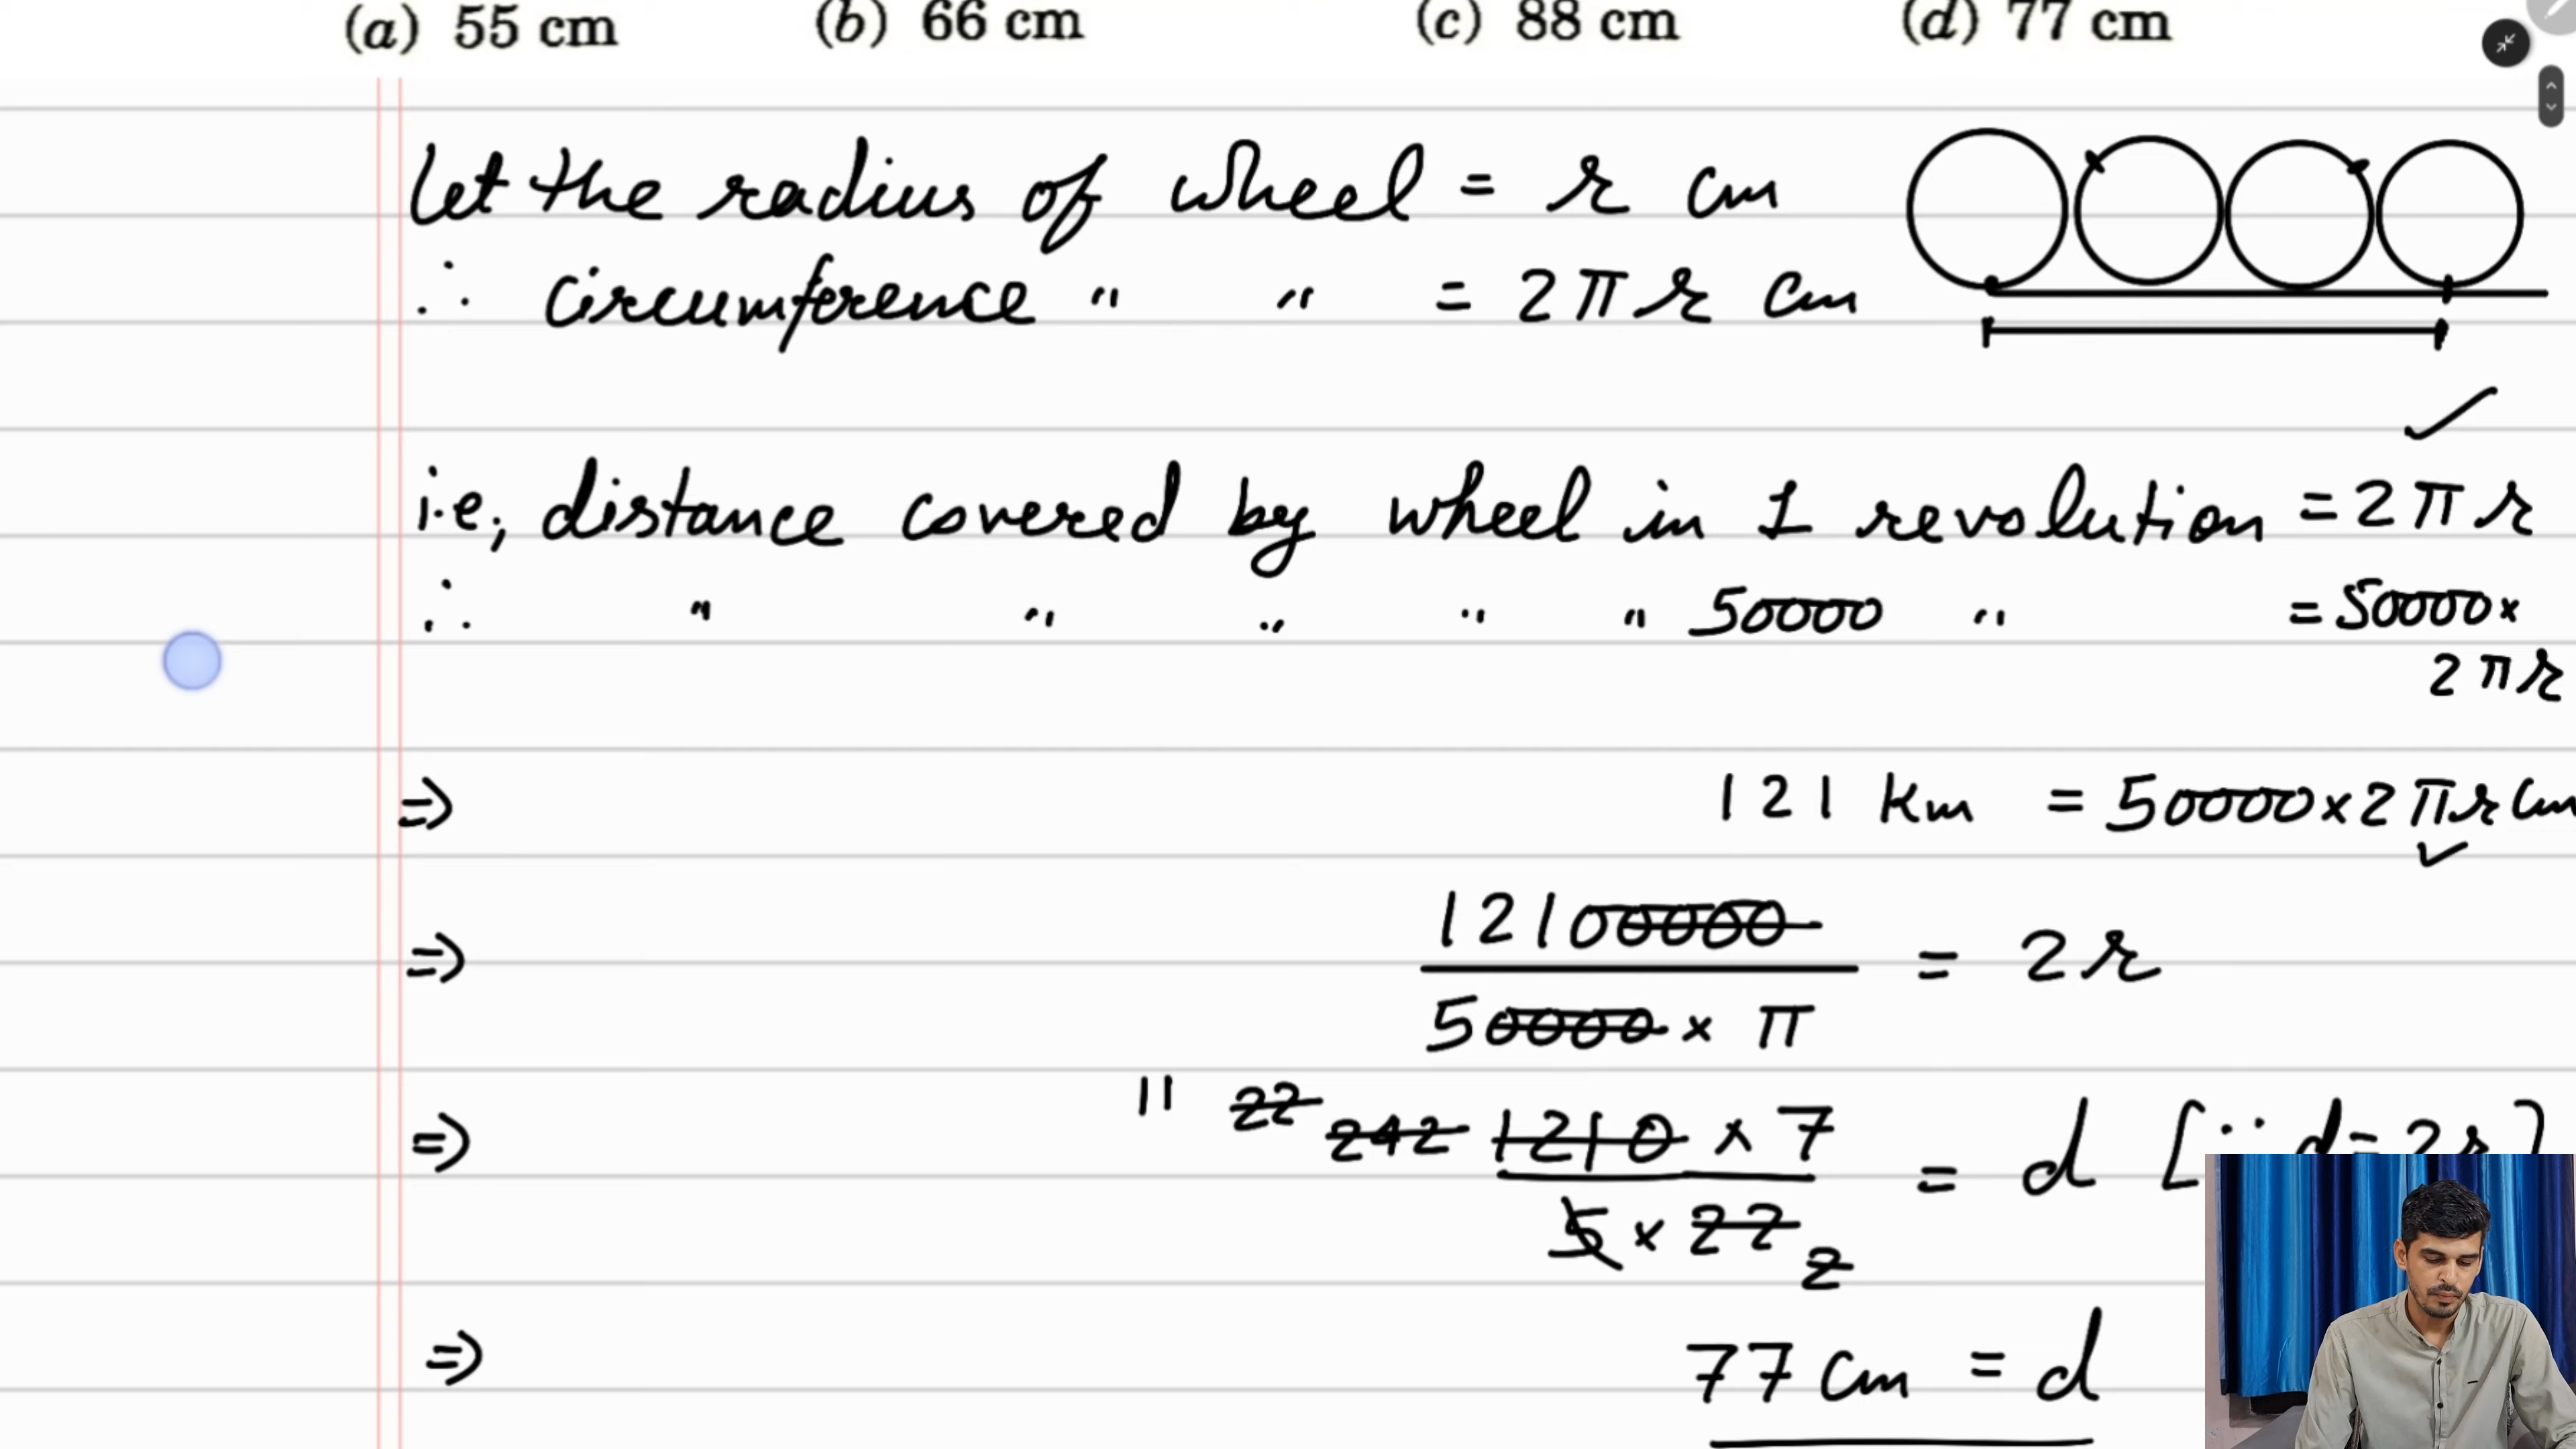 (a) 55 cm (b) 66 cm (c) 88 cm (d) 77 cm
Let the radius of wheel = r cm
∴ circumference " " = 2πr cm
i.e., distance covered by wheel in 1 revolution = 2πr
∴ " " " " " 50000 " = 50000×
2πr
⇒ 121 km = 50000×2πr cm
⇒ 12100000 / 50000 × π = 2r
11 22 242
⇒ 1210 × 7 / 5 × 22 = d [∵ d = 2r]
2
⇒ 77 cm = d